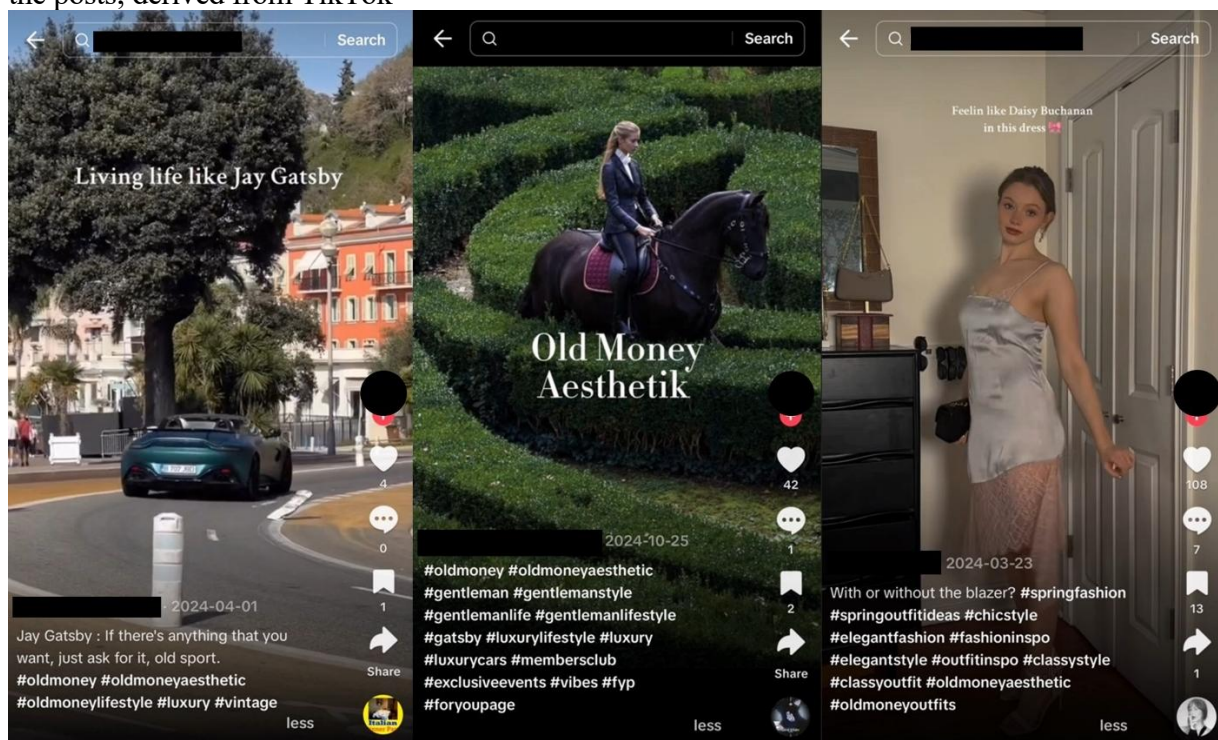 the posts, derived from TikTok
Search
Living life like Jay Gatsby
4
0
1
· 2024-04-01
Jay Gatsby : If there's anything that you
want, just ask for it, old sport.
#oldmoney #oldmoneyaesthetic
#oldmoneylifestyle #luxury #vintage
Share
less
Search
Old Money
Aesthetik
42
1
2
2024-10-25
#oldmoney #oldmoneyaesthetic
#gentleman #gentlemanstyle
#gentlemanlife #gentlemanlifestyle
#gatsby #luxurylifestyle #luxury
#luxurycars #membersclub
#exclusiveevents #vibes #fyp
#foryoupage
Share
less
Search
Feelin like Daisy Buchanan
in this dress
108
7
13
1
2024-03-23
With or without the blazer? #springfashion
#springoutfitideas #chicstyle
#elegantfashion #fashioninspo
#elegantstyle #outfitinspo #classystyle
#classyoutfit #oldmoneyaesthetic
#oldmoneyoutfits
less